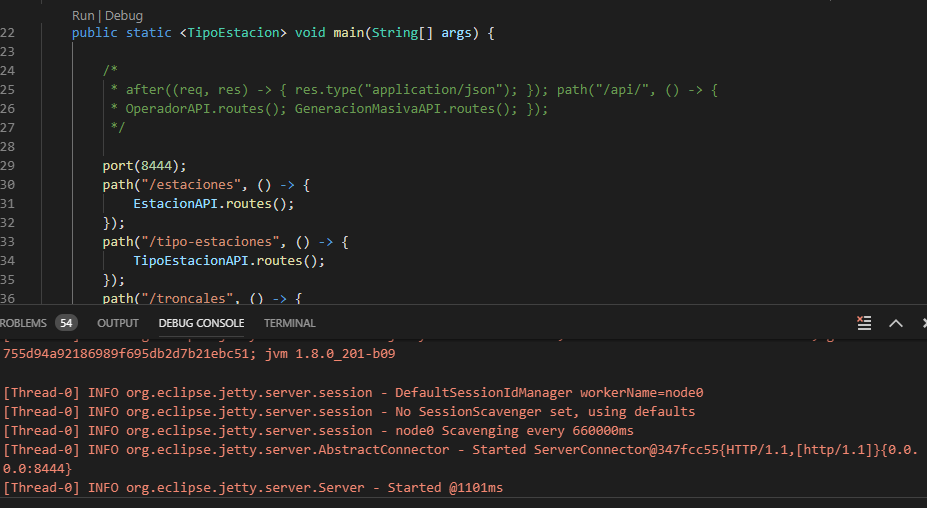 Run | Debug
22 public static <TipoEstacion> void main(String[] args) {
23
24 /*
25 * after((req, res) -> { res.type("application/json"); }); path("/api/", () -> {
26 * OperadorAPI.routes(); GeneracionMasivaAPI.routes(); });
27 */
28
29 port(8444);
30 path("/estaciones", () -> {
31 EstacionAPI.routes();
32 });
33 path("/tipo-estaciones", () -> {
34 TipoEstacionAPI.routes();
35 });
36 path("/troncales", () -> {
ROBLEMS 54 OUTPUT DEBUG CONSOLE TERMINAL
755d94a92186989f695db2d7b21ebc51; jvm 1.8.0_201-b09
[Thread-0] INFO org.eclipse.jetty.server.session - DefaultSessionIdManager workerName=node0
[Thread-0] INFO org.eclipse.jetty.server.session - No SessionScavenger set, using defaults
[Thread-0] INFO org.eclipse.jetty.server.session - node0 Scavenging every 660000ms
[Thread-0] INFO org.eclipse.jetty.server.AbstractConnector - Started ServerConnector@347fcc55{HTTP/1.1,[http/1.1]}{0.0.
0.0:8444}
[Thread-0] INFO org.eclipse.jetty.server.Server - Started @1101ms